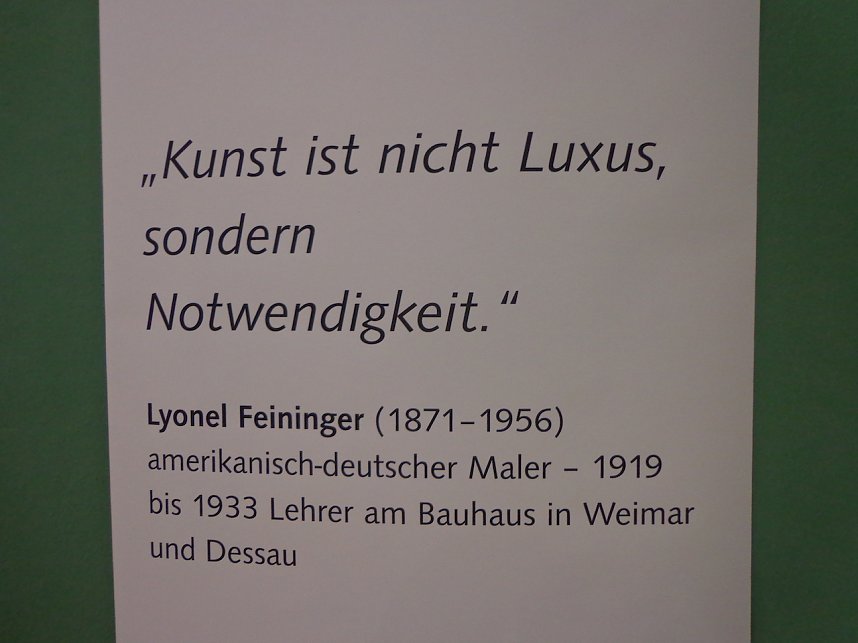 „Kunst ist nicht Luxus,
sondern
Notwendigkeit.“
Lyonel Feininger (1871–1956)
amerikanisch-deutscher Maler – 1919
bis 1933 Lehrer am Bauhaus in Weimar
und Dessau